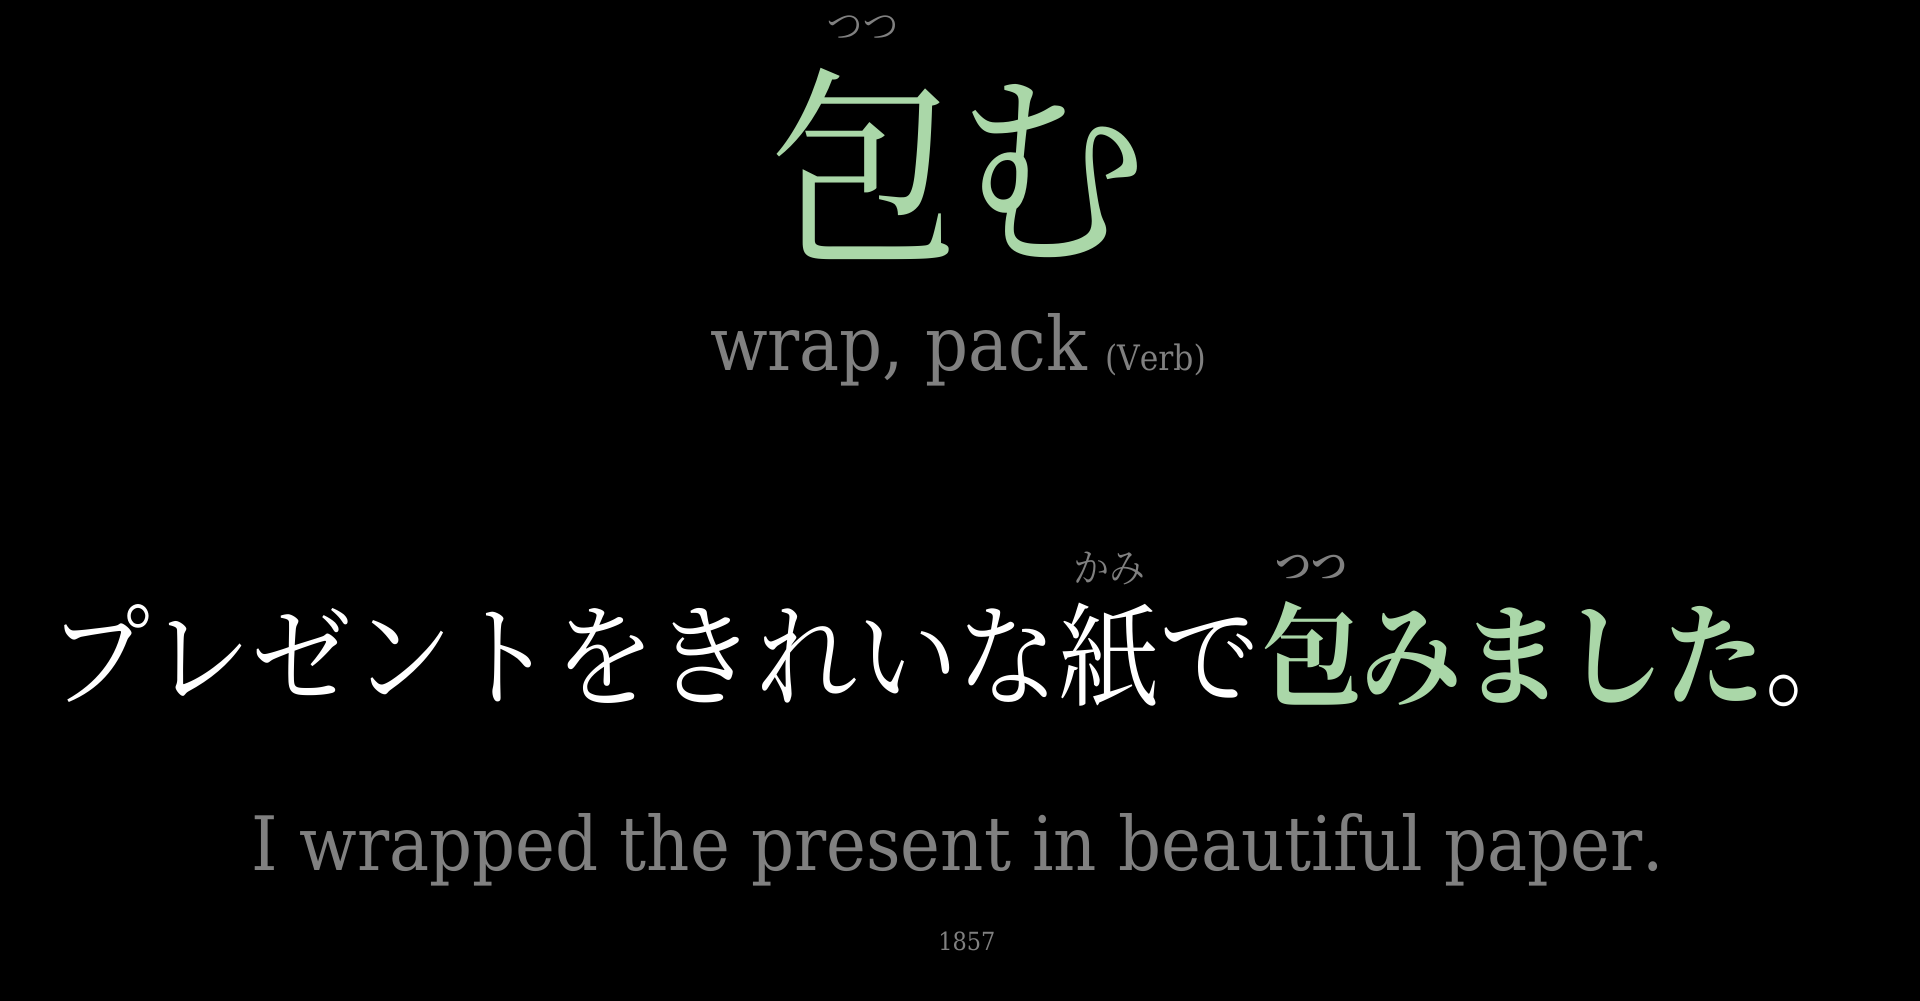 つつ
包む
wrap, pack (Verb)
かみ つつ
プレゼントをきれいな紙で包みました。
I wrapped the present in beautiful paper.
1857